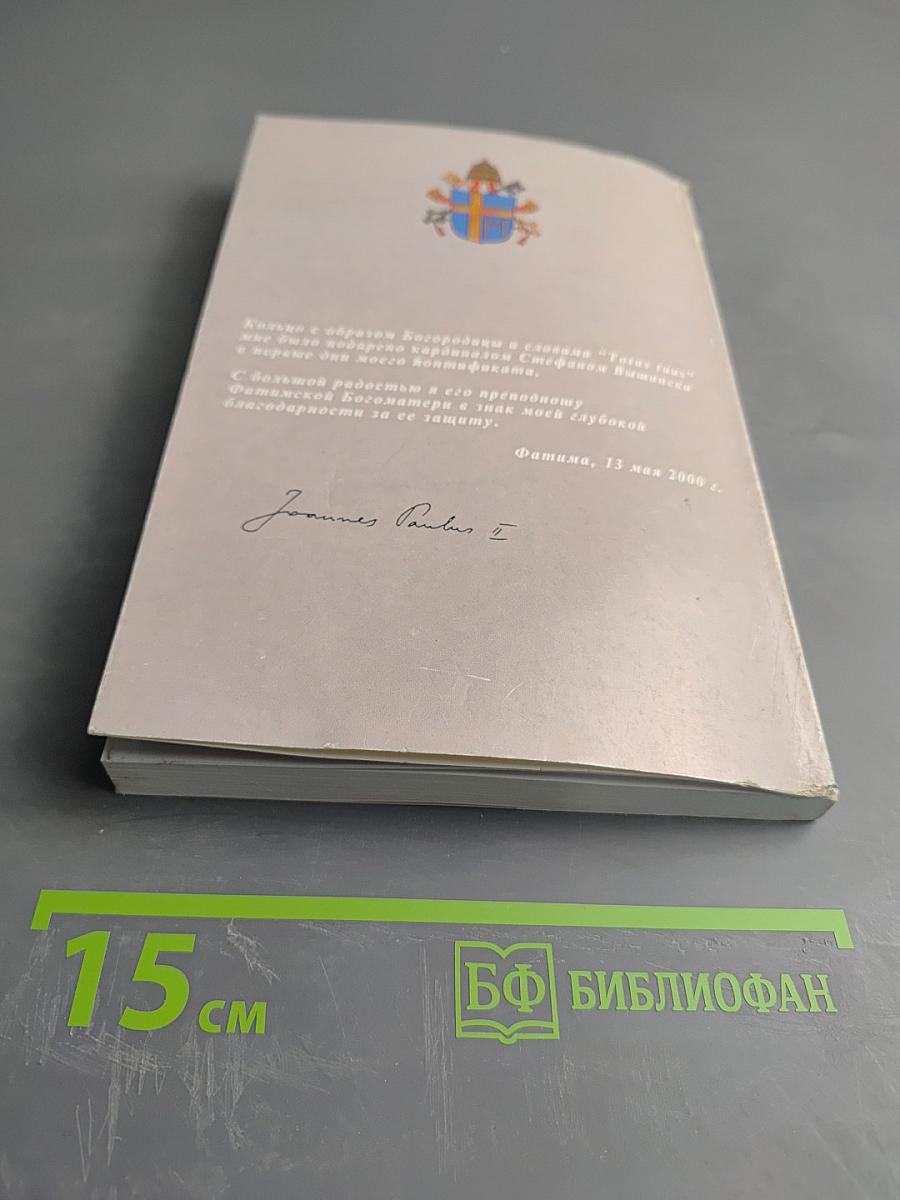 Кольцо с образом Богородицы и словами "Totus tuus"
мне было подарено кардиналом Стефаном Вышински
в первые дни моего понтификата.
С большой радостью я его преподношу
Фатимской Богоматери в знак моей глубокой
благодарности за ее защиту.
Фатима, 13 мая 2000 г.
Joannes Paulus II
15 см
БФ БИБЛИОФАН